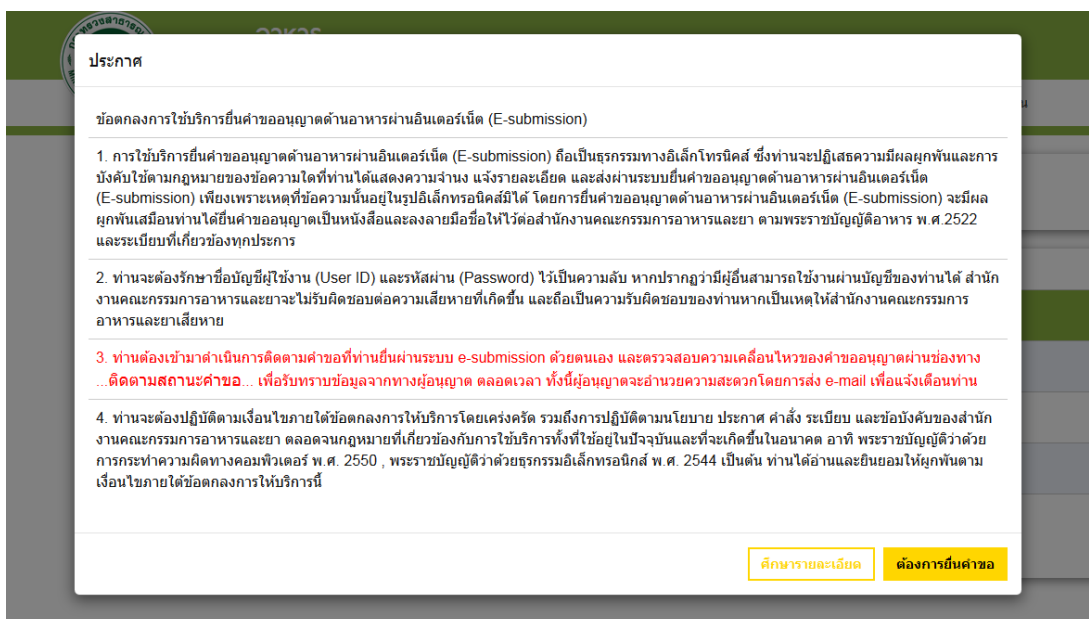 อาหาร
ประกาศ
ข้อตกลงการใช้บริการยื่นคำขออนุญาตด้านอาหารผ่านอินเตอร์เน็ต (E-submission)
1. การใช้บริการยื่นคำขออนุญาตด้านอาหารผ่านอินเตอร์เน็ต (E-submission) ถือเป็นธุรกรรมทางอิเล็กโทรนิคส์ ซึ่งท่านจะปฏิเสธความมีผลผูกพันและการ
บังคับใช้ตามกฎหมายของข้อความใดที่ท่านได้แสดงความจำนง แจ้งรายละเอียด และส่งผ่านระบบยื่นคำขออนุญาตด้านอาหารผ่านอินเตอร์เน็ต
(E-submission) เพียงเพราะเหตุที่ข้อความนั้นอยู่ในรูปอิเล็กทรอนิคส์มิได้ โดยการยื่นคำขออนุญาตด้านอาหารผ่านอินเตอร์เน็ต (E-submission) จะมีผล
ผูกพันเสมือนท่านได้ยื่นคำขออนุญาตเป็นหนังสือและลงลายมือชื่อให้ไว้ต่อสำนักงานคณะกรรมการอาหารและยา ตามพระราชบัญญัติอาหาร พ.ศ.2522
และระเบียบที่เกี่ยวข้องทุกประการ
2. ท่านจะต้องรักษาชื่อบัญชีผู้ใช้งาน (User ID) และรหัสผ่าน (Password) ไว้เป็นความลับ หากปรากฏว่ามีผู้อื่นสามารถใช้งานผ่านบัญชีของท่านได้ สำนัก
งานคณะกรรมการอาหารและยาจะไม่รับผิดชอบต่อความเสียหายที่เกิดขึ้น และถือเป็นความรับผิดชอบของท่านหากเป็นเหตุให้สำนักงานคณะกรรมการ
อาหารและยาเสียหาย
3. ท่านต้องเข้ามาดำเนินการติดตามคำขอที่ท่านยื่นผ่านระบบ e-submission ด้วยตนเอง และตรวจสอบความเคลื่อนไหวของคำขออนุญาตผ่านช่องทาง
...ติดตามสถานะคำขอ... เพื่อรับทราบข้อมูลจากทางผู้อนุญาต ตลอดเวลา ทั้งนี้ผู้อนุญาตจะอำนวยความสะดวกโดยการส่ง e-mail เพื่อแจ้งเตือนท่าน
4. ท่านจะต้องปฏิบัติตามเงื่อนไขภายใต้ข้อตกลงการให้บริการโดยเคร่งครัด รวมถึงการปฏิบัติตามนโยบาย ประกาศ คำสั่ง ระเบียบ และข้อบังคับของสำนัก
งานคณะกรรมการอาหารและยา ตลอดจนกฎหมายที่เกี่ยวข้องกับการใช้บริการทั้งที่ใช้อยู่ในปัจจุบันและที่จะเกิดขึ้นในอนาคต อาทิ พระราชบัญญัติว่าด้วย
การกระทำความผิดทางคอมพิวเตอร์ พ.ศ. 2550 , พระราชบัญญัติว่าด้วยธุรกรรมอิเล็กทรอนิกส์ พ.ศ. 2544 เป็นต้น ท่านได้อ่านและยินยอมให้ผูกพันตาม
เงื่อนไขภายใต้ข้อตกลงการให้บริการนี้
ศึกษารายละเอียด
ต้องการยื่นคำขอ